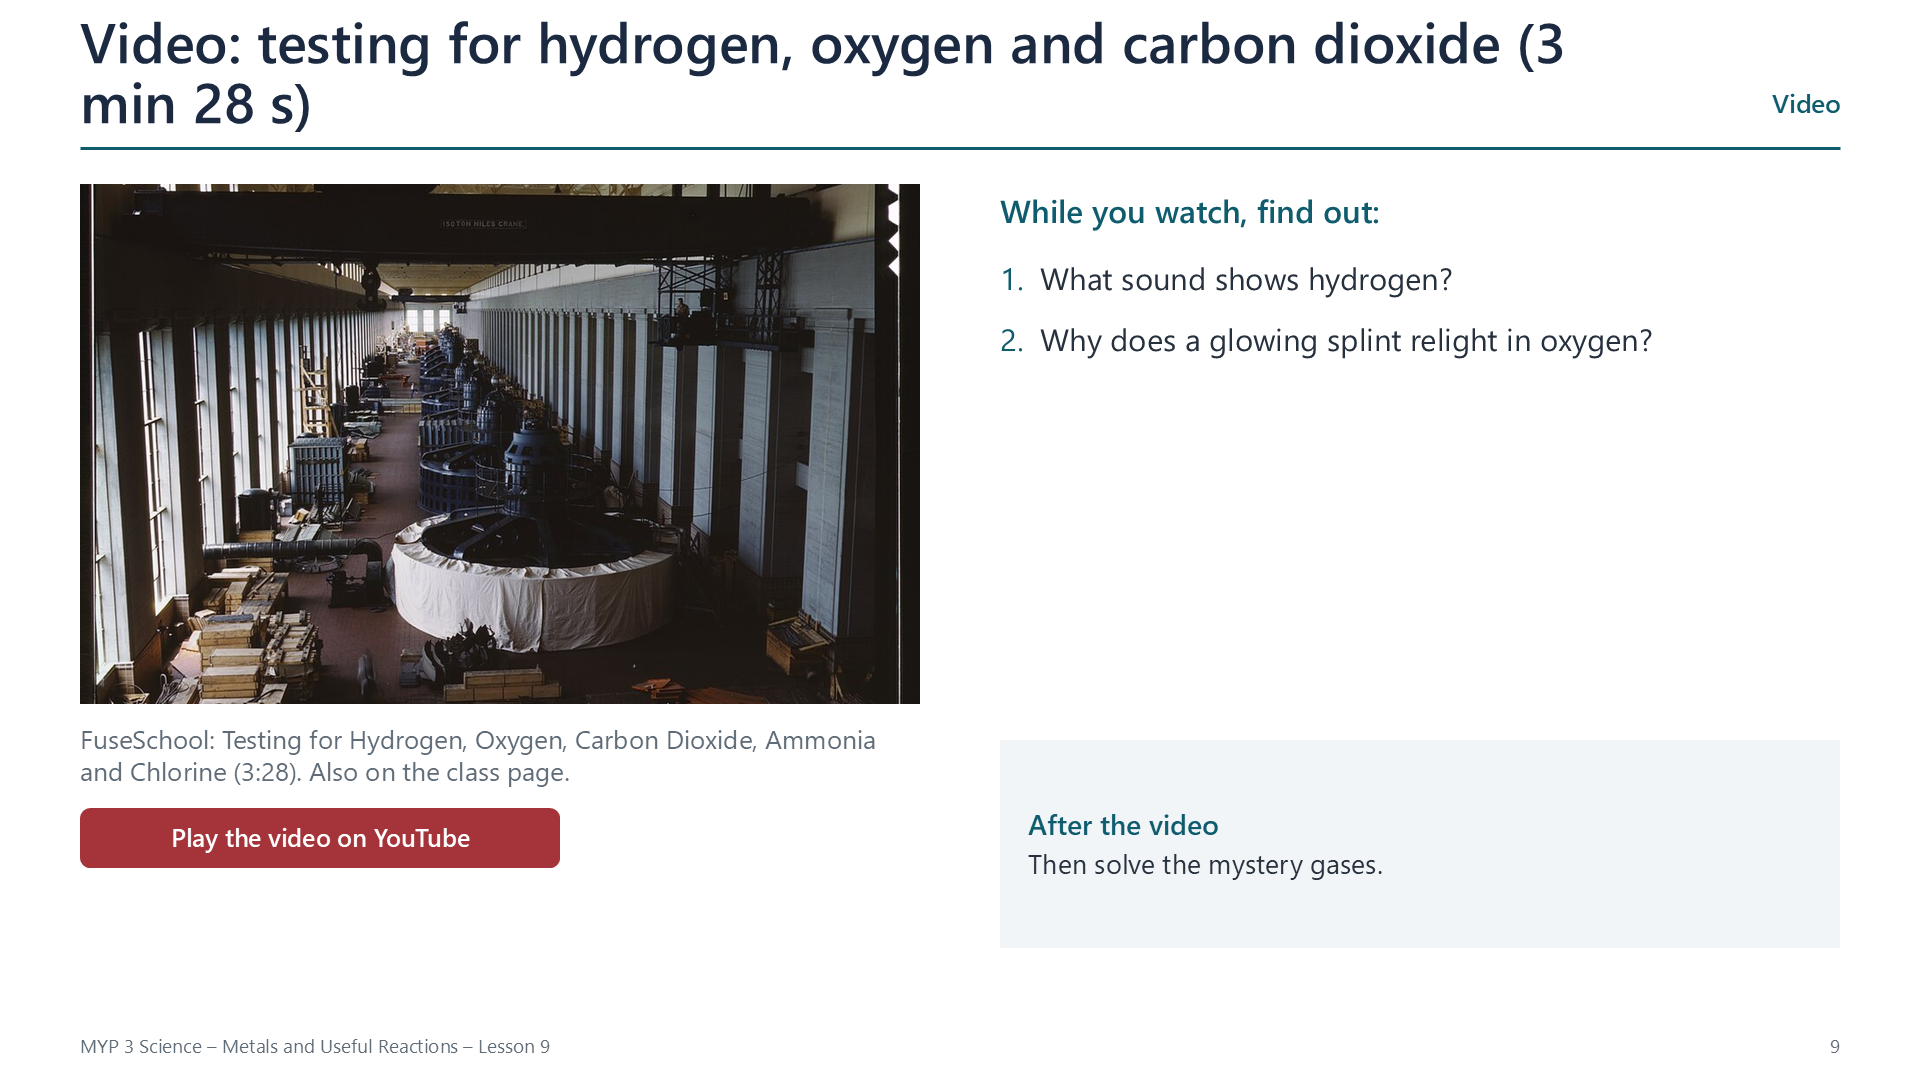 Video: testing for hydrogen, oxygen and carbon dioxide (3
min 28 s)
Video
ISCTON MILES CRANE
While you watch, find out:
1. What sound shows hydrogen?
2. Why does a glowing splint relight in oxygen?
FuseSchool: Testing for Hydrogen, Oxygen, Carbon Dioxide, Ammonia
and Chlorine (3:28). Also on the class page.
Play the video on YouTube
After the video
Then solve the mystery gases.
MYP 3 Science – Metals and Useful Reactions – Lesson 9
9